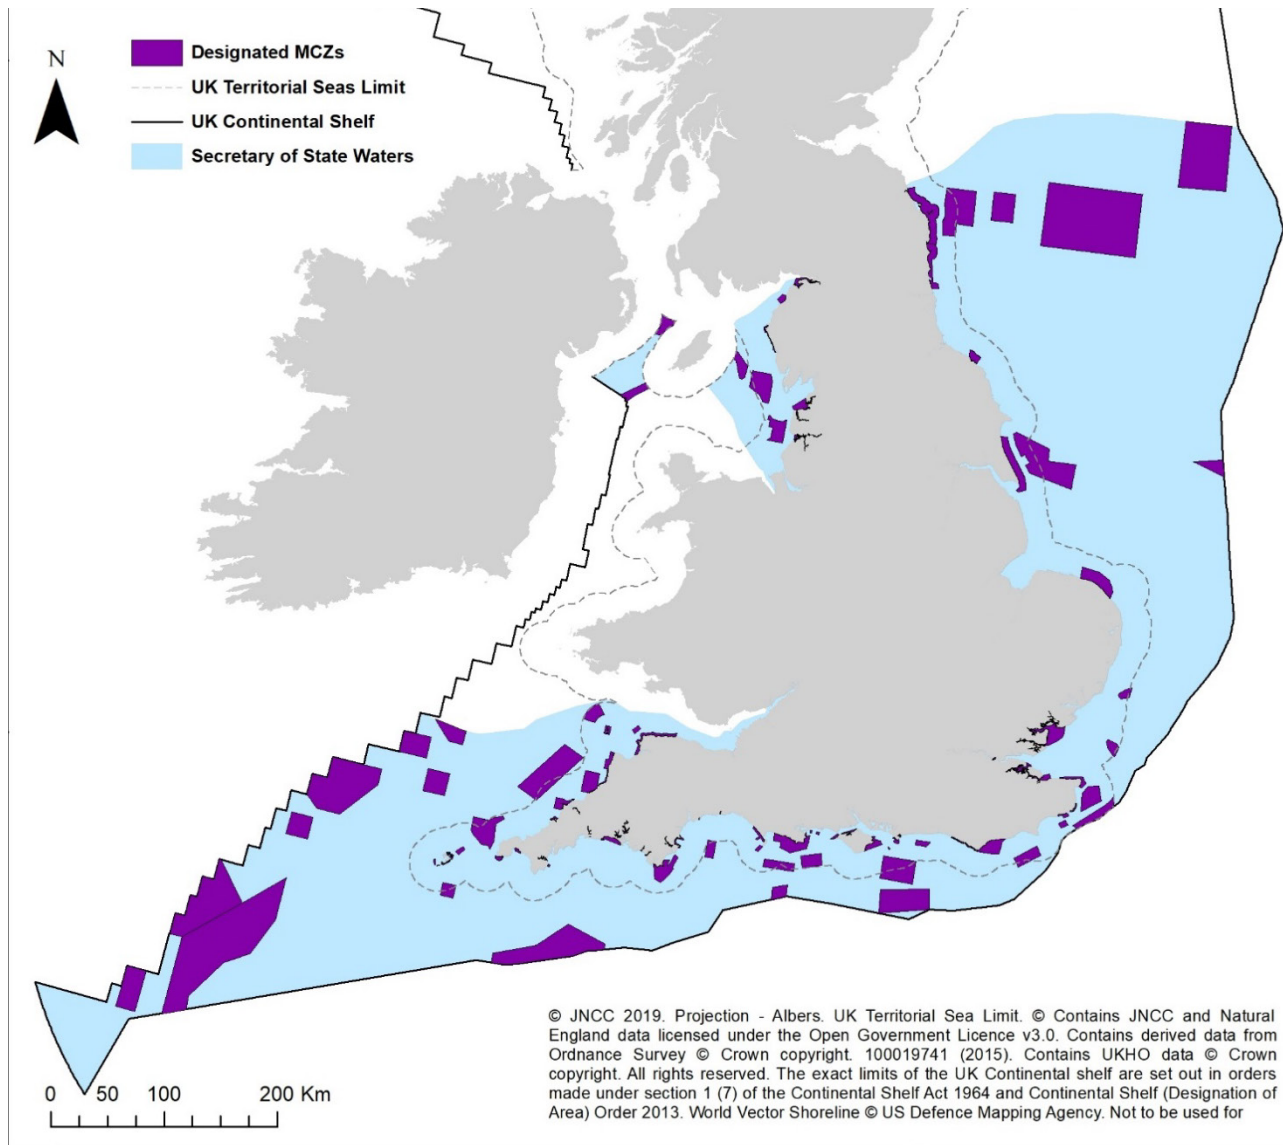 N
Designated MCZs
UK Territorial Seas Limit
UK Continental Shelf
Secretary of State Waters
© JNCC 2019. Projection - Albers. UK Territorial Sea Limit. © Contains JNCC and Natural
England data licensed under the Open Government Licence v3.0. Contains derived data from
Ordnance Survey © Crown copyright. 100019741 (2015). Contains UKHO data © Crown
copyright. All rights reserved. The exact limits of the UK Continental shelf are set out in orders
made under section 1 (7) of the Continental Shelf Act 1964 and Continental Shelf (Designation of
Area) Order 2013. World Vector Shoreline © US Defence Mapping Agency. Not to be used for
0 50 100 200 Km